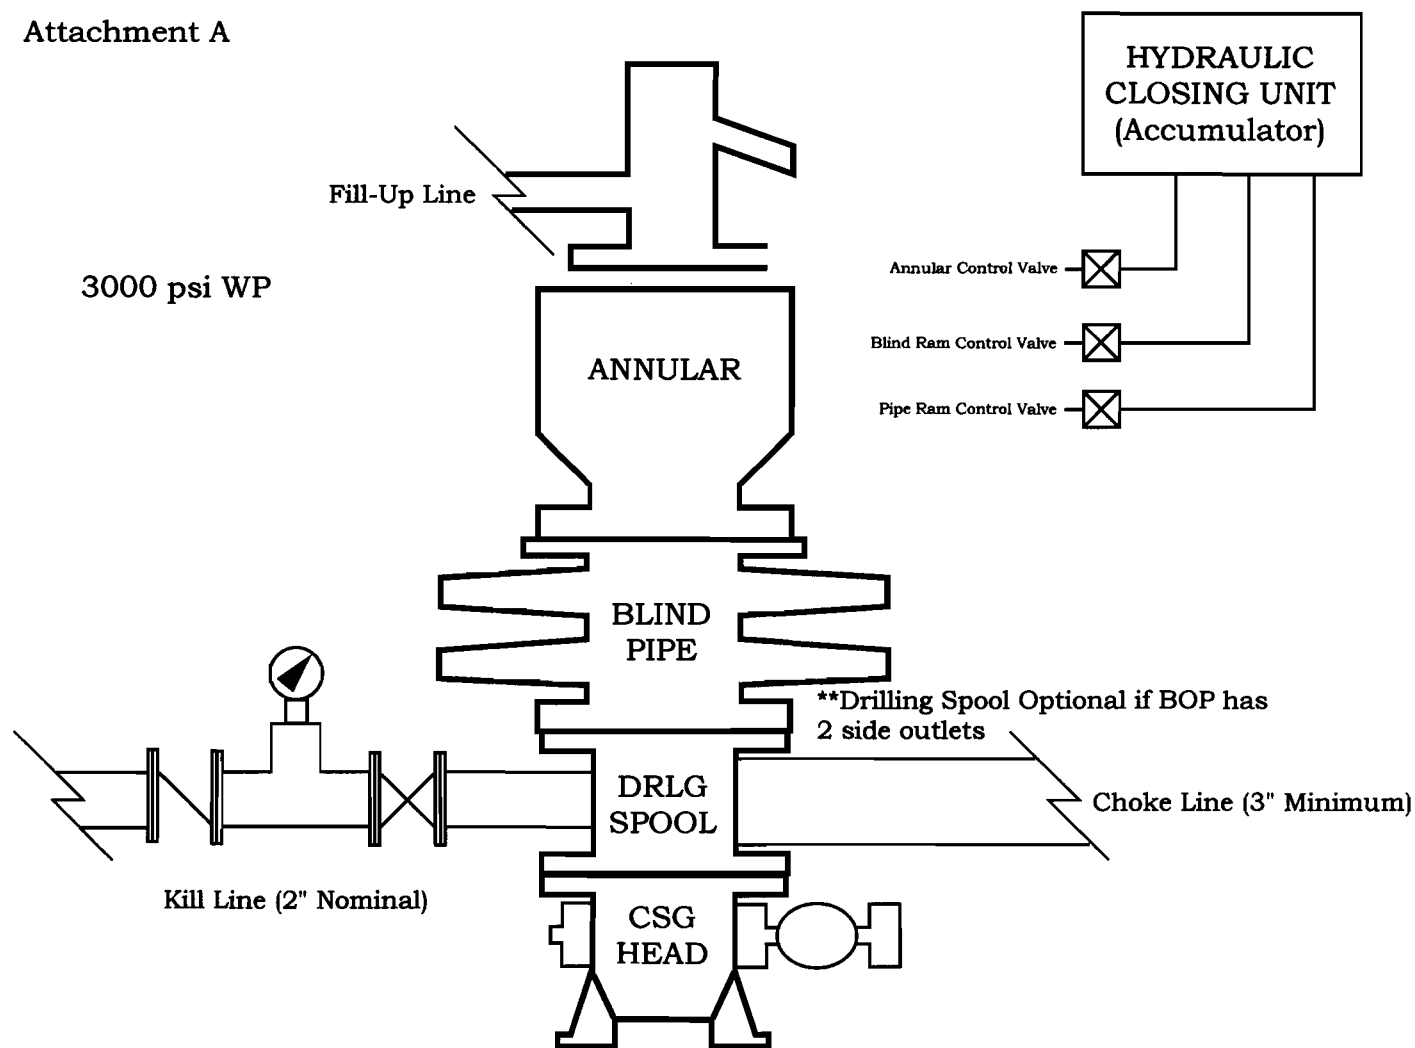 Attachment A
HYDRAULIC
CLOSING UNIT
(Accumulator)
Fill-Up Line
Annular Control Valve
3000 psi WP
Blind Ram Control Valve
ANNULAR
Pipe Ram Control Valve
BLIND
PIPE
**Drilling Spool Optional if BOP has
2 side outlets
DRLG
SPOOL
Choke Line (3" Minimum)
Kill Line (2" Nominal)
CSG
HEAD